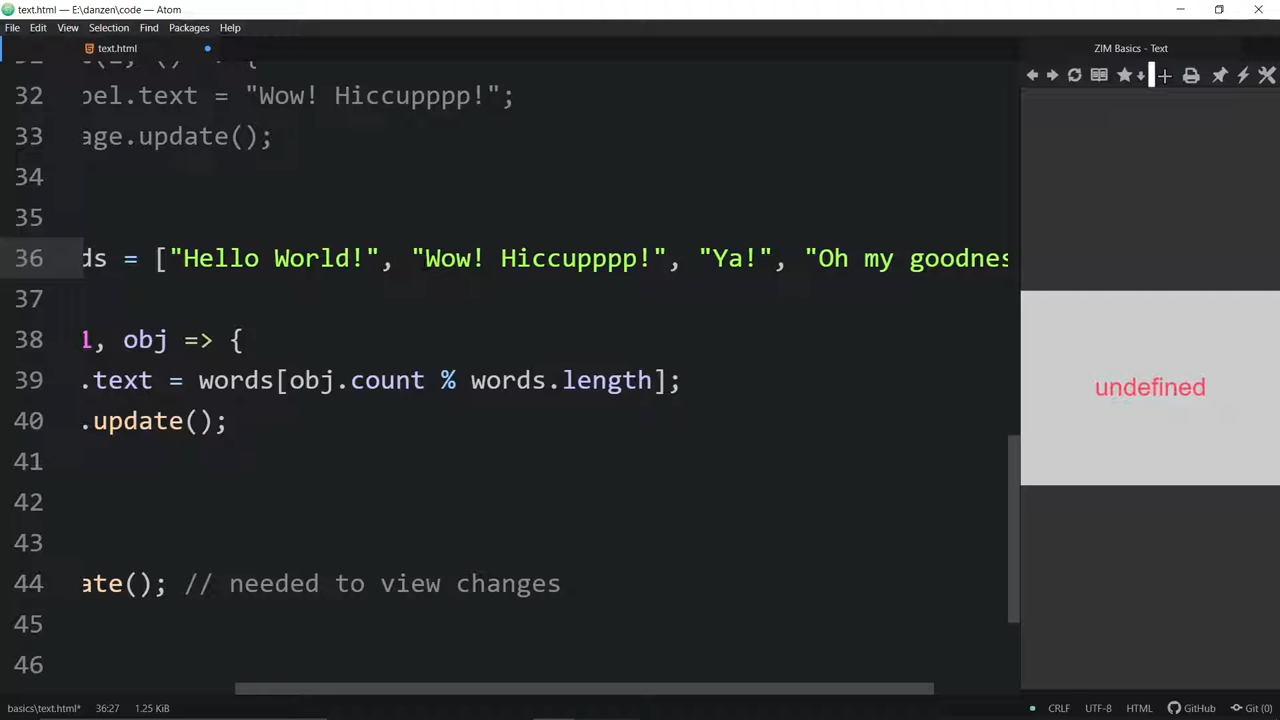 text.html — E:\danzen\code — Atom
File Edit View Selection Find Packages Help
text.html
ZIM Basics - Text
32 bel.text = "Wow! Hiccupppp!";
33 age.update();
34
35
36 ds = ["Hello World!", "Wow! Hiccupppp!", "Ya!", "Oh my goodnes
37
38 1, obj => {
39 .text = words[obj.count % words.length];
40 .update();
41
42
43
44 ate(); // needed to view changes
45
46
undefined
basics\text.html* 36:27 1.25 KiB CRLF UTF-8 HTML GitHub Git (0)